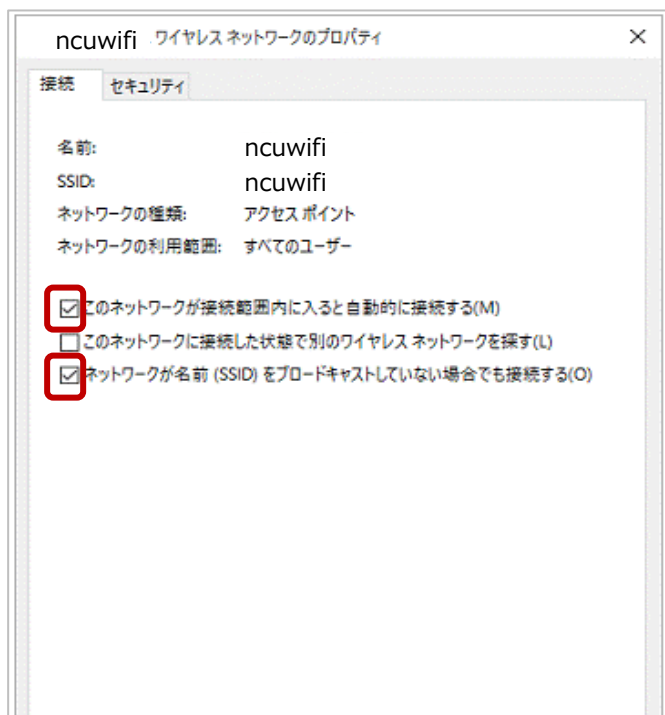 ncuwifi ワイヤレス ネットワークのプロパティ
接続 セキュリティ
名前: ncuwifi
SSID: ncuwifi
ネットワークの種類: アクセス ポイント
ネットワークの利用範囲: すべてのユーザー
このネットワークが接続範囲内に入ると自動的に接続する(M)
このネットワークに接続した状態で別のワイヤレス ネットワークを探す(L)
ネットワークが名前 (SSID) をブロードキャストしていない場合でも接続する(O)